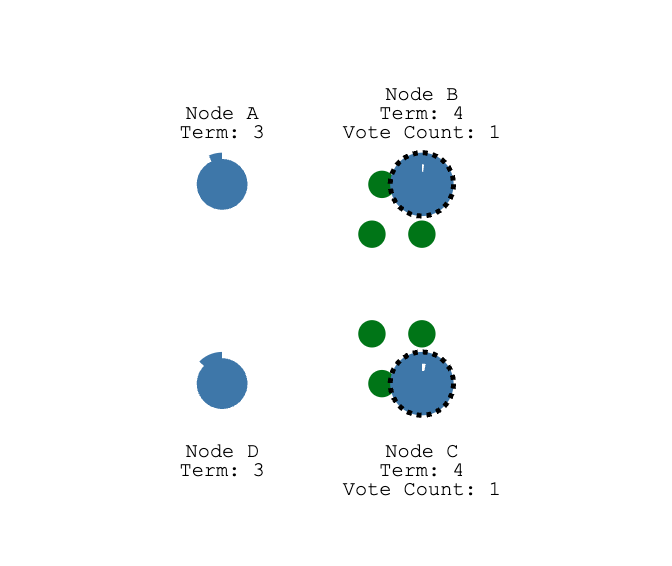 Node A
Term: 3
Node B
Term: 4
Vote Count: 1
Node D
Term: 3
Node C
Term: 4
Vote Count: 1